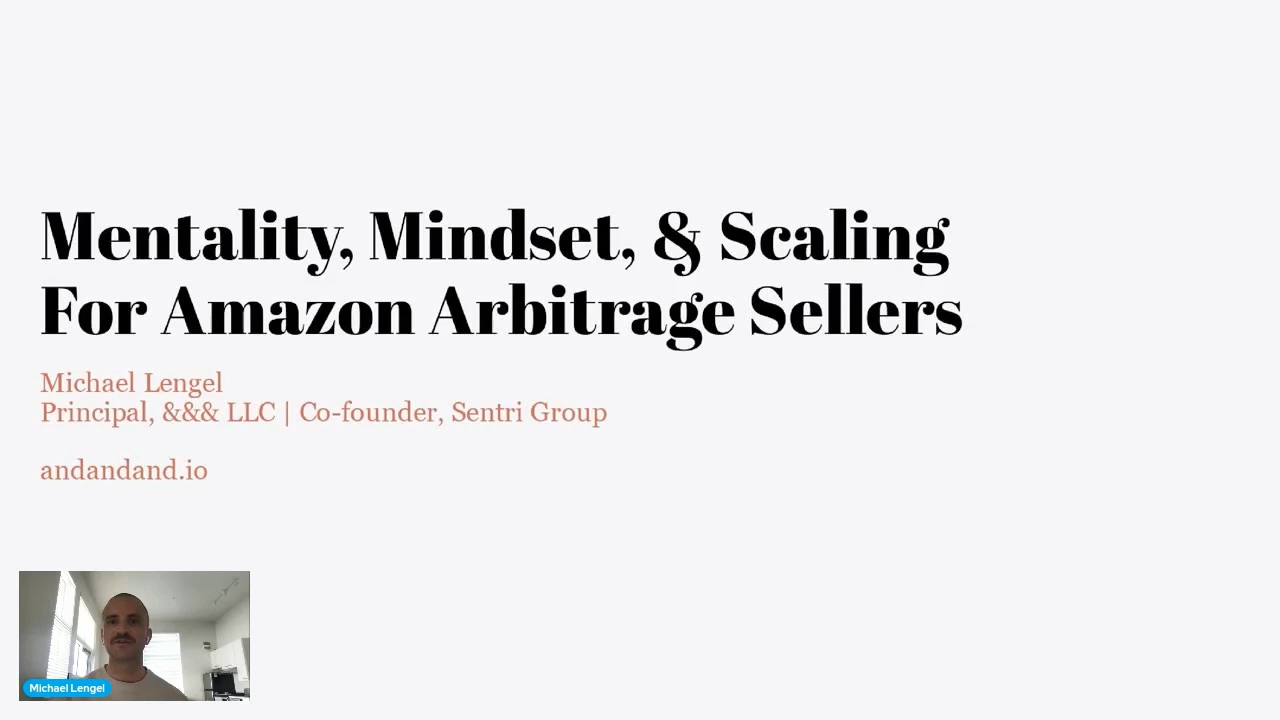 Mentality, Mindset, & Scaling
For Amazon Arbitrage Sellers
Michael Lengel
Principal, &&& LLC | Co-founder, Sentri Group
andandand.io
Michael Lengel